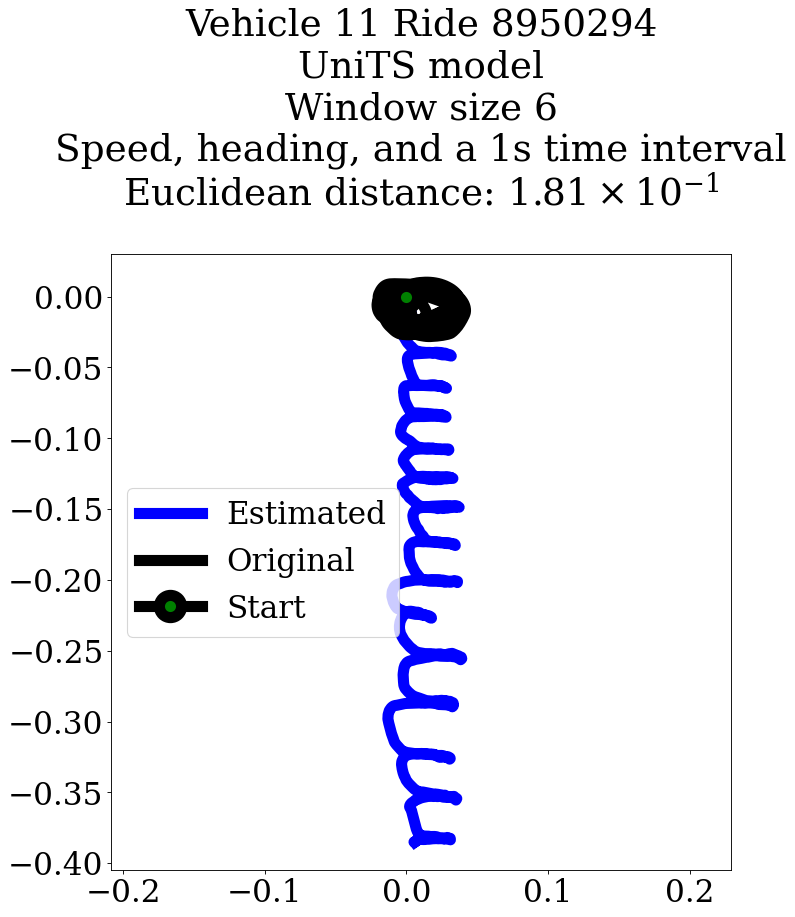 Vehicle 11 Ride 8950294
UniTS model
Window size 6
Speed, heading, and a 1s time interval
Euclidean distance: 1.81 × 10⁻¹
0.00
−0.05
−0.10
−0.15
−0.20
−0.25
−0.30
−0.35
−0.40
Estimated
Original
Start
−0.2
−0.1
0.0
0.1
0.2